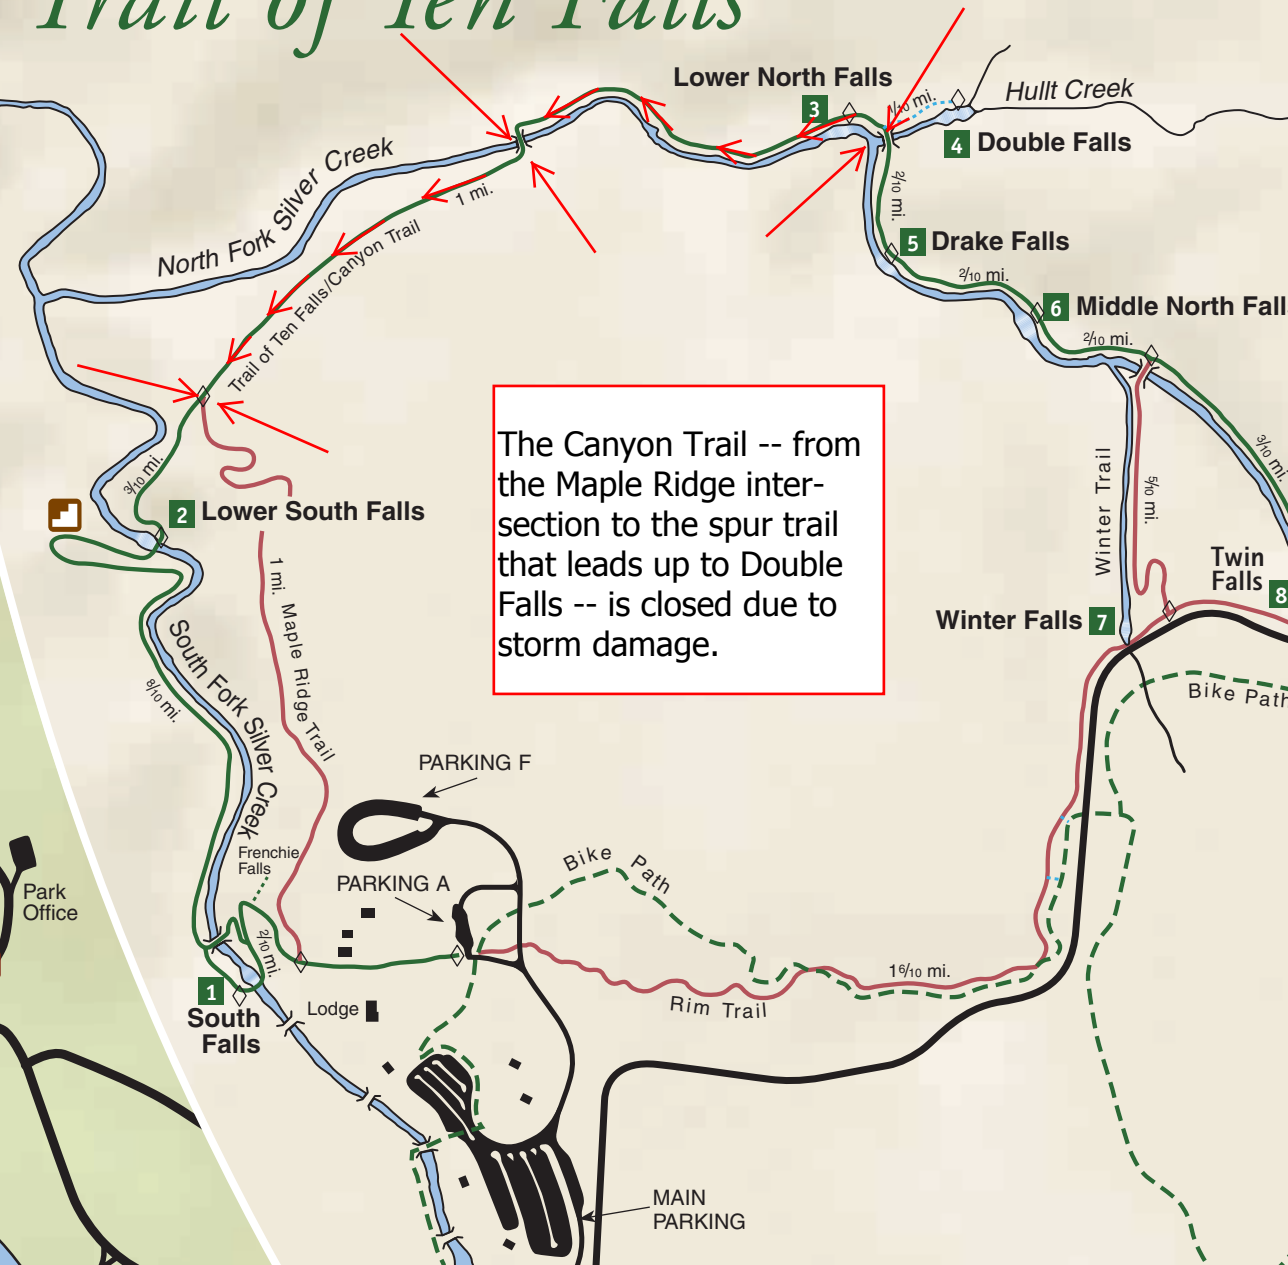 Trail of Ten Falls
Lower North Falls
3
1/10 mi.
Hullt Creek
4 Double Falls
North Fork Silver Creek
1 mi.
Trail of Ten Falls/Canyon Trail
2/10 mi.
5 Drake Falls
2/10 mi.
6 Middle North Fall
2/10 mi.
3/10 mi.
3/10 mi.
2 Lower South Falls
The Canyon Trail -- from
the Maple Ridge inter-
section to the spur trail
that leads up to Double
Falls -- is closed due to
storm damage.
Winter Trail
5/10 mi.
Twin
Falls 8
Winter Falls 7
1 mi. Maple Ridge Trail
South Fork Silver Creek
8/10 mi.
Bike Path
PARKING F
Frenchie
Falls
PARKING A
Bike Path
Park
Office
2/10 mi.
1 6/10 mi.
Rim Trail
1
South
Falls
Lodge
MAIN
PARKING